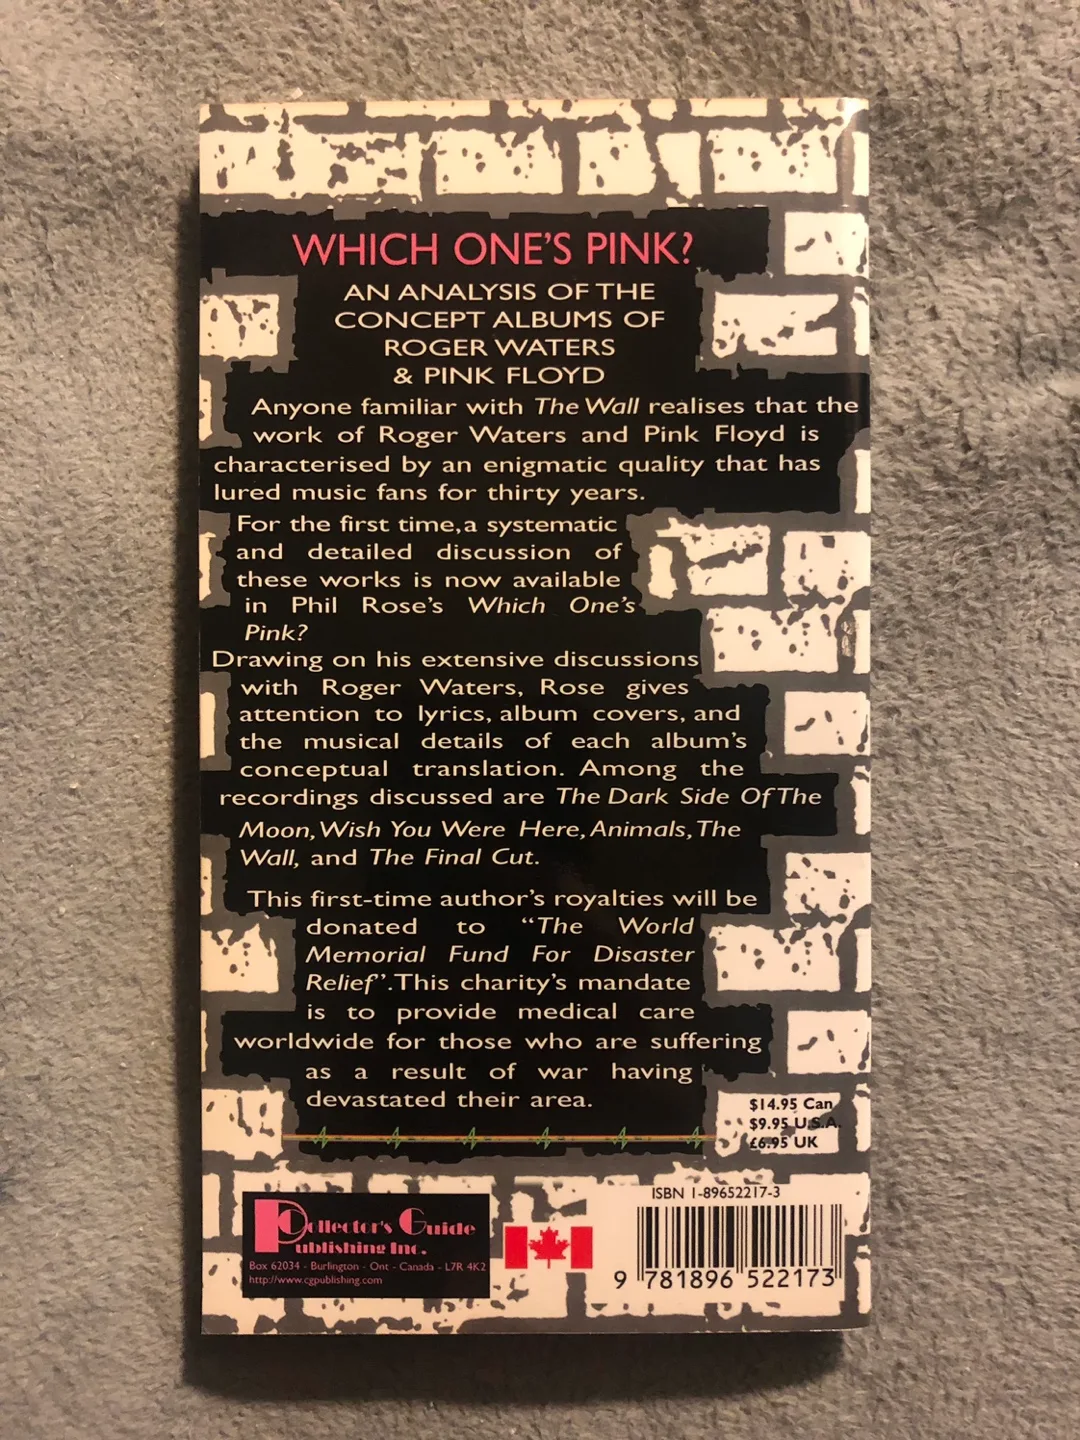 WHICH ONE'S PINK?
AN ANALYSIS OF THE
CONCEPT ALBUMS OF
ROGER WATERS
& PINK FLOYD
Anyone familiar with The Wall realises that the
work of Roger Waters and Pink Floyd is
characterised by an enigmatic quality that has
lured music fans for thirty years.
For the first time, a systematic
and detailed discussion of
these works is now available
in Phil Rose's Which One's
Pink?
Drawing on his extensive discussions
with Roger Waters, Rose gives
attention to lyrics, album covers, and
the musical details of each album's
conceptual translation. Among the
recordings discussed are The Dark Side Of The
Moon, Wish You Were Here, Animals, The
Wall, and The Final Cut.
This first-time author's royalties will be
donated to “The World
Memorial Fund For Disaster
Relief”. This charity's mandate
is to provide medical care
worldwide for those who are suffering
as a result of war having
devastated their area.
$14.95 Can
$9.95 U.S.A.
£6.95 UK
Collector's Guide
Publishing Inc.
Box 62034 - Burlington - Ont - Canada - L7R 4K2
http://www.cgpublishing.com
ISBN 1-89652217-3
9 781896 522173